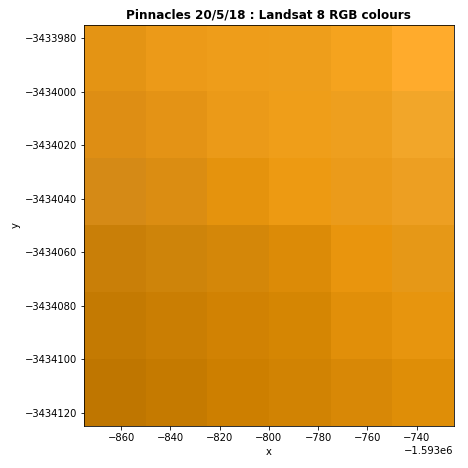 Pinnacles 20/5/18 : Landsat 8 RGB colours
−3433980
−3434000
−3434020
−3434040
y
−3434060
−3434080
−3434100
−3434120
−860 −840 −820 −800 −780 −760 −740
x
−1.593e6